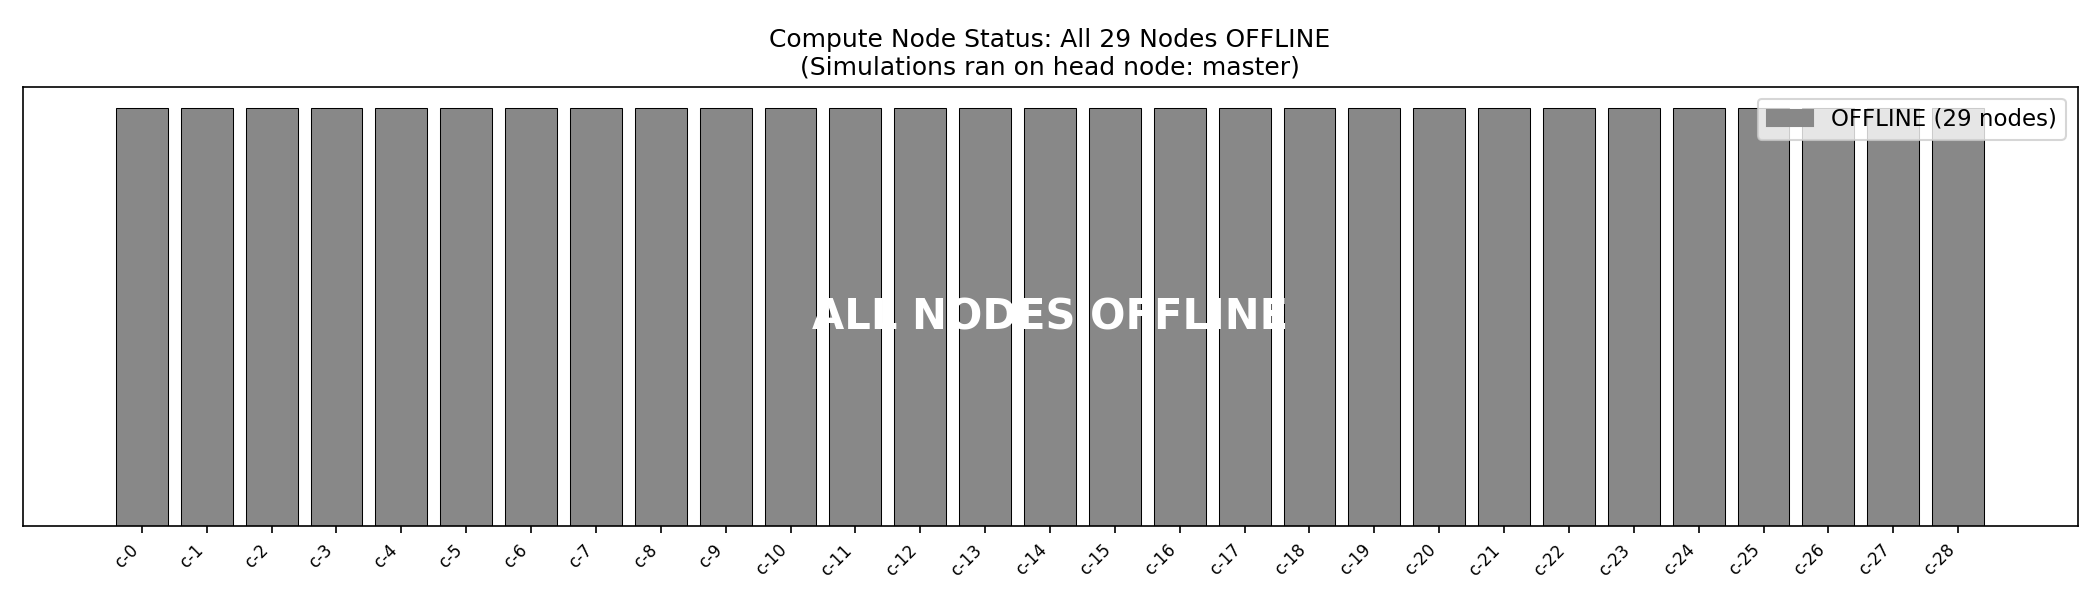 Compute Node Status: All 29 Nodes OFFLINE
(Simulations ran on head node: master)
OFFLINE (29 nodes)
ALL NODES OFFLINE
c-0
c-1
c-2
c-3
c-4
c-5
c-6
c-7
c-8
c-9
c-10
c-11
c-12
c-13
c-14
c-15
c-16
c-17
c-18
c-19
c-20
c-21
c-22
c-23
c-24
c-25
c-26
c-27
c-28